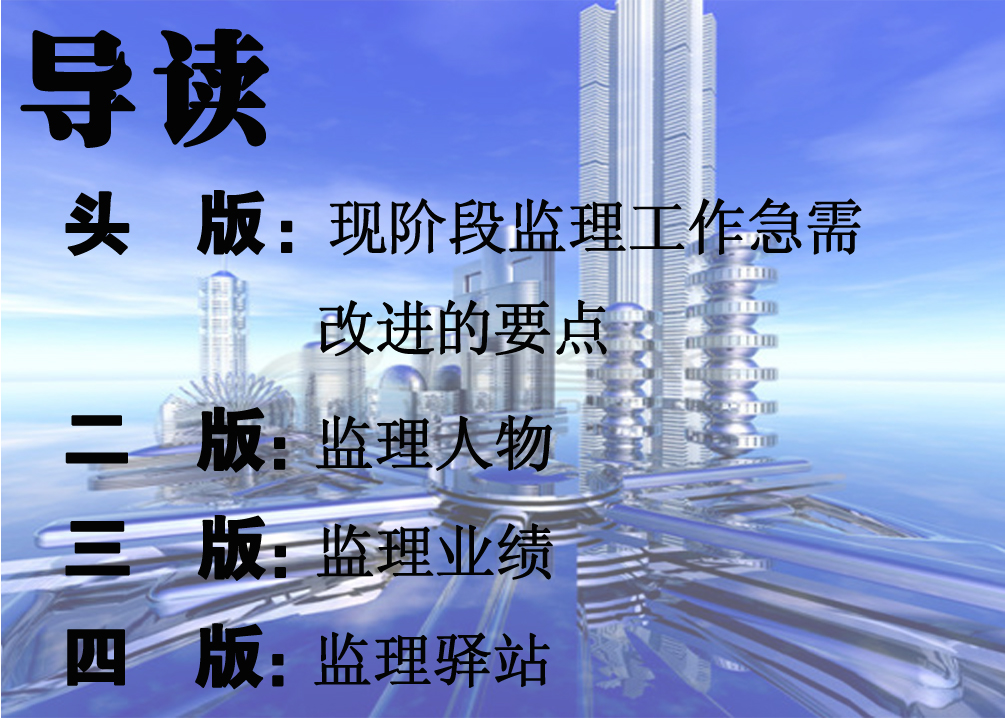 导读
头 版：现阶段监理工作急需
改进的要点
二 版：监理人物
三 版：监理业绩
四 版：监理驿站